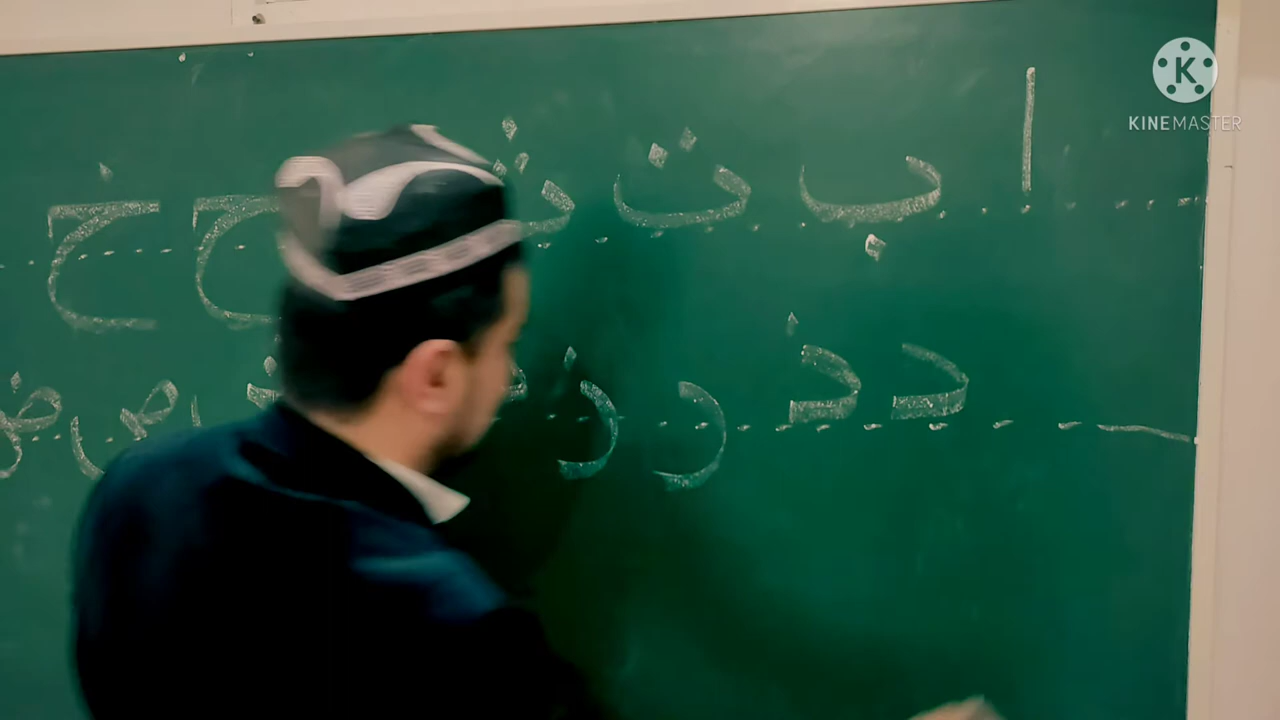 ا ب ت ث ح خ
د ذ ر ز ض ط
K
KINEMASTER